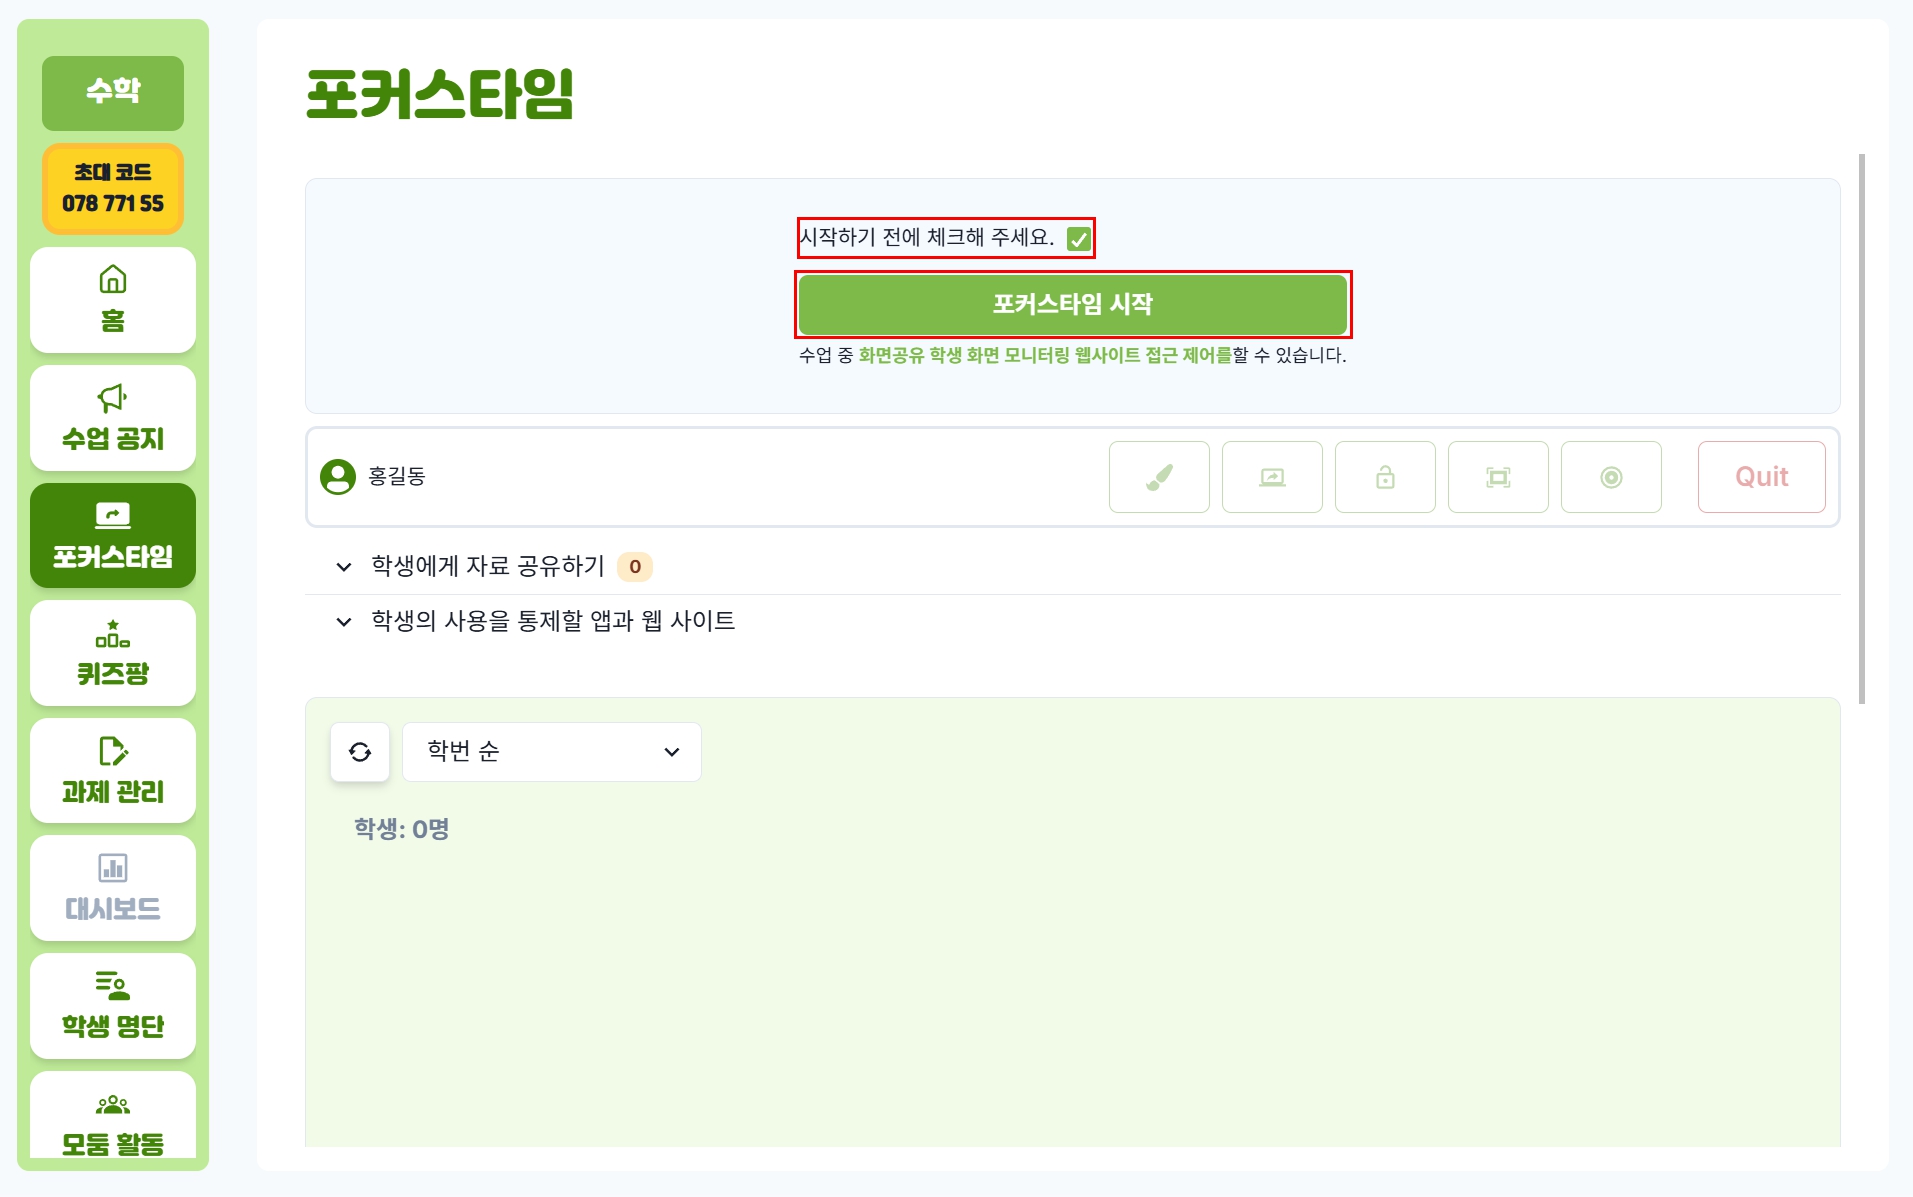 수학
초대 코드
078 771 55
홈
수업 공지
포커스타임
퀴즈팡
과제 관리
대시보드
학생 명단
모둠 활동
포커스타임
시작하기 전에 체크해 주세요.
포커스타임 시작
수업 중 화면공유 학생 화면 모니터링 웹사이트 접근 제어를할 수 있습니다.
홍길동
Quit
학생에게 자료 공유하기 0
학생의 사용을 통제할 앱과 웹 사이트
학번 순
학생: 0명